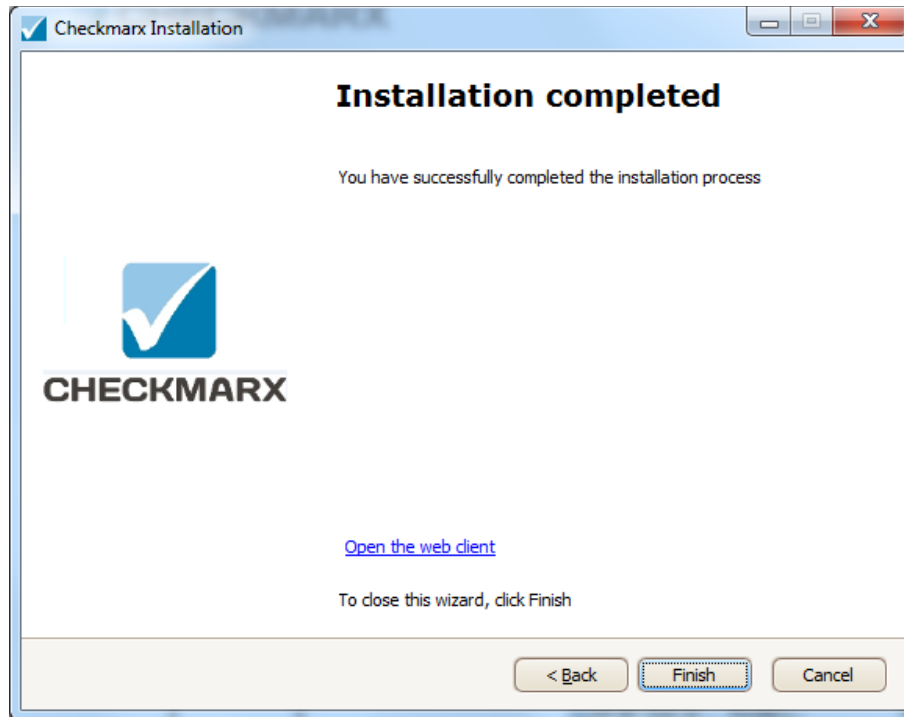 Checkmarx Installation
Installation completed
You have successfully completed the installation process
CHECKMARX
Open the web client
To close this wizard, click Finish
< Back
Finish
Cancel